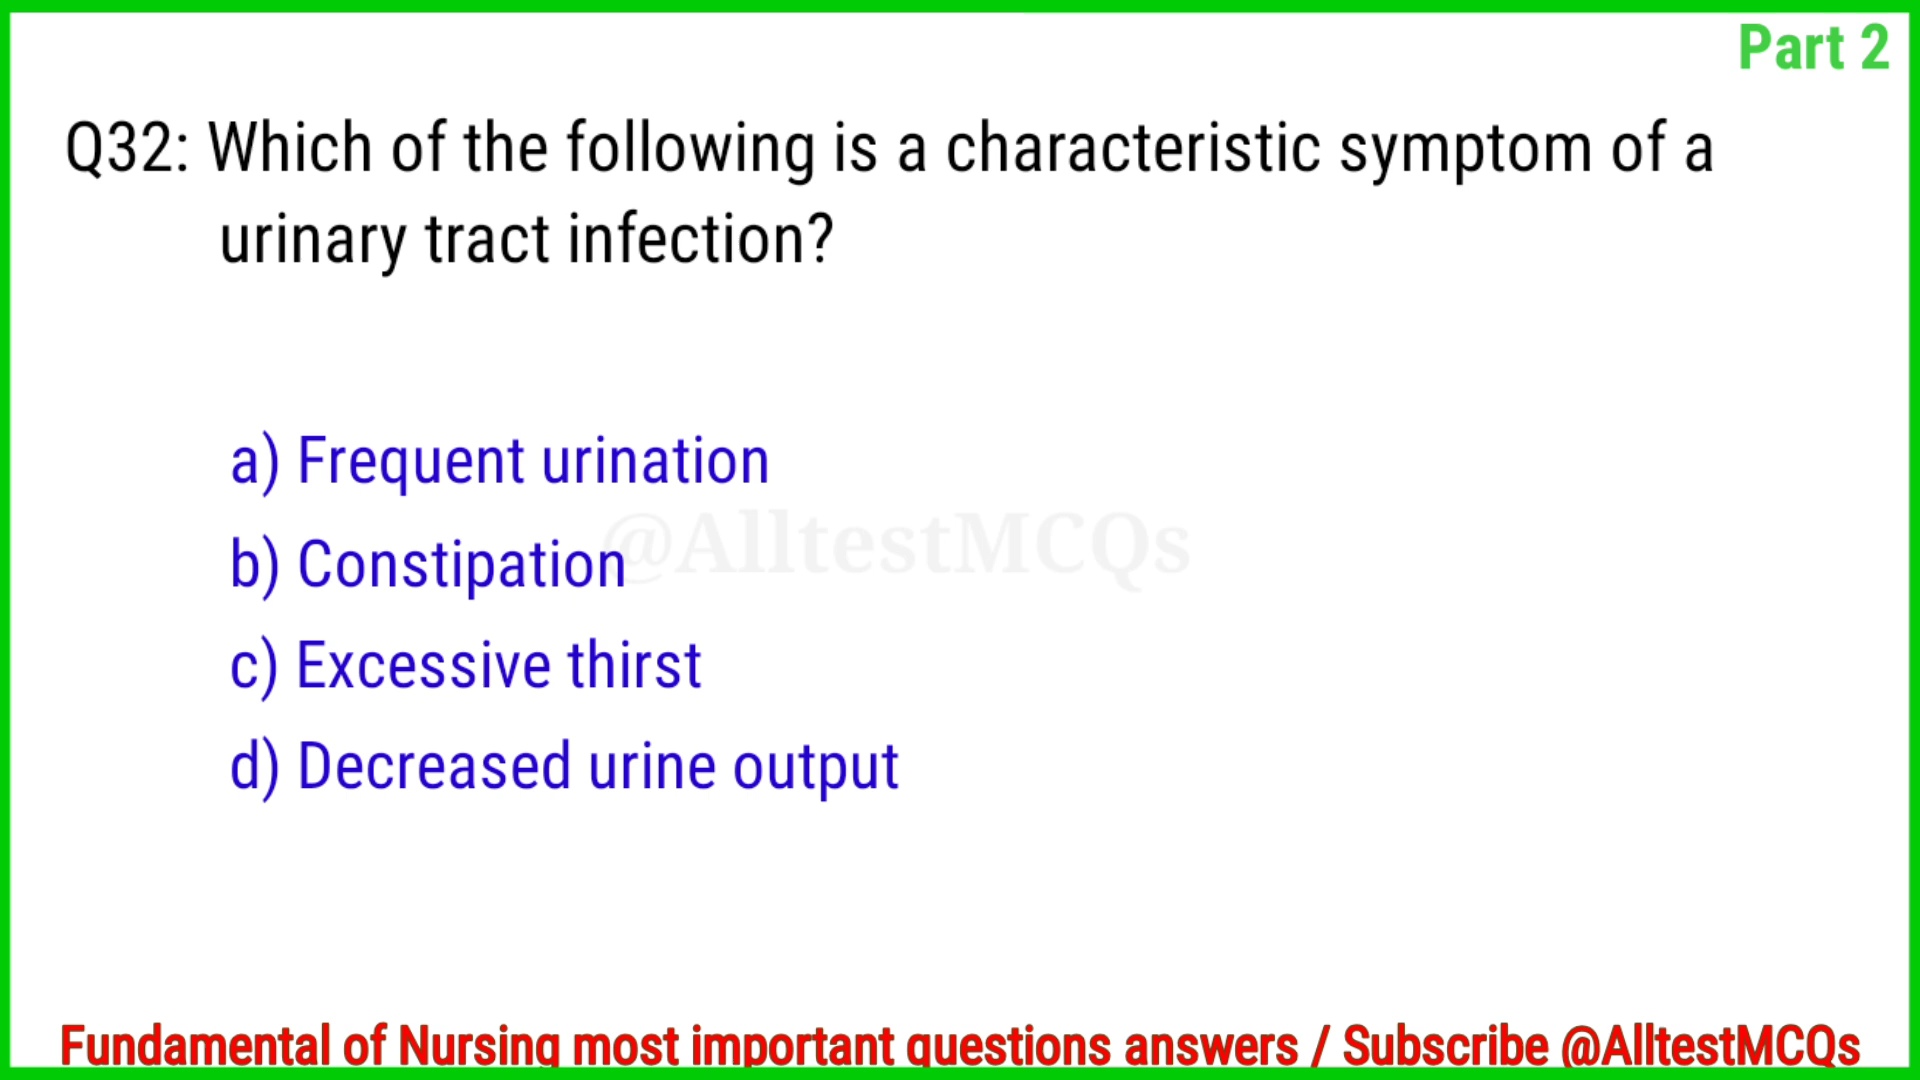 Part 2
Q32: Which of the following is a characteristic symptom of a
urinary tract infection?
a) Frequent urination
@AlltestMCQs
b) Constipation
c) Excessive thirst
d) Decreased urine output
Fundamental of Nursing most important questions answers / Subscribe @AlltestMCQs